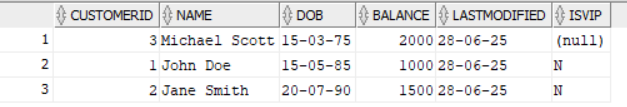 CUSTOMERID NAME DOB BALANCE LASTMODIFIED ISVIP
1 3 Michael Scott 15-03-75 2000 28-06-25 (null)
2 1 John Doe 15-05-85 1000 28-06-25 N
3 2 Jane Smith 20-07-90 1500 28-06-25 N